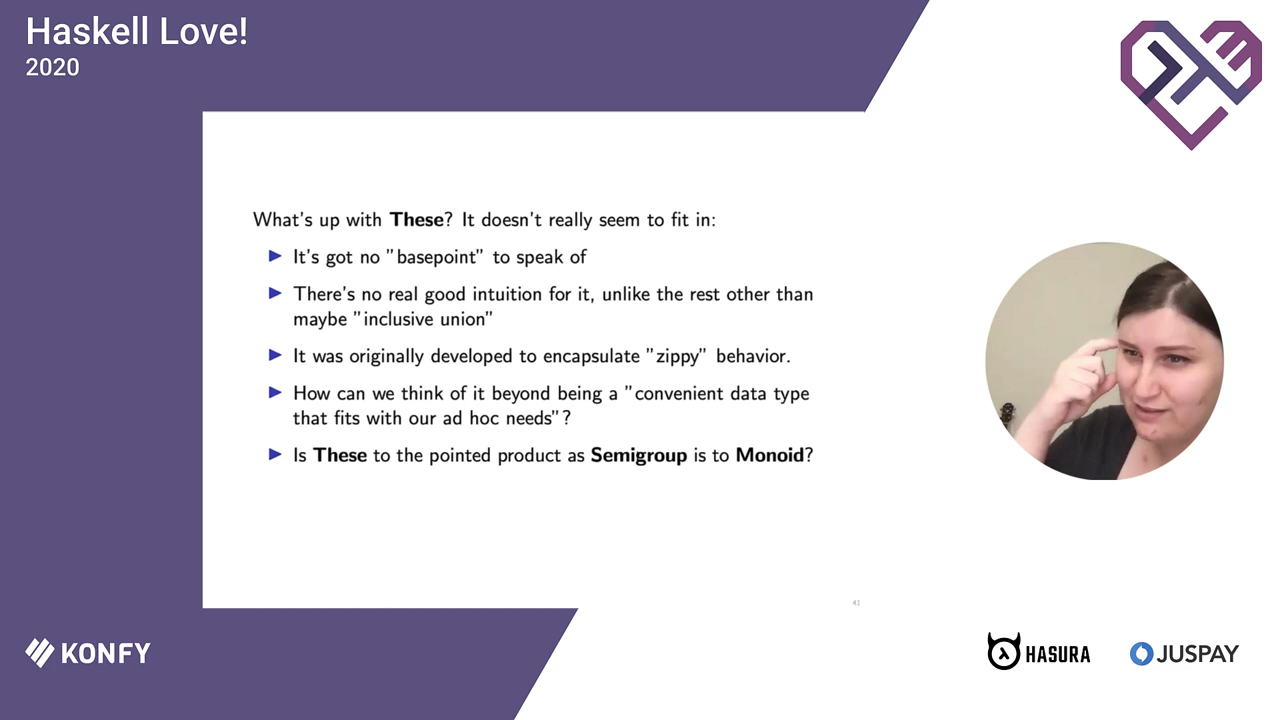 Haskell Love!
2020
What's up with These? It doesn't really seem to fit in:
▶ It's got no "basepoint" to speak of
▶ There's no real good intuition for it, unlike the rest other than
maybe "inclusive union"
▶ It was originally developed to encapsulate "zippy" behavior.
▶ How can we think of it beyond being a "convenient data type
that fits with our ad hoc needs"?
▶ Is These to the pointed product as Semigroup is to Monoid?
41
KONFY
HASURA
JUSPAY